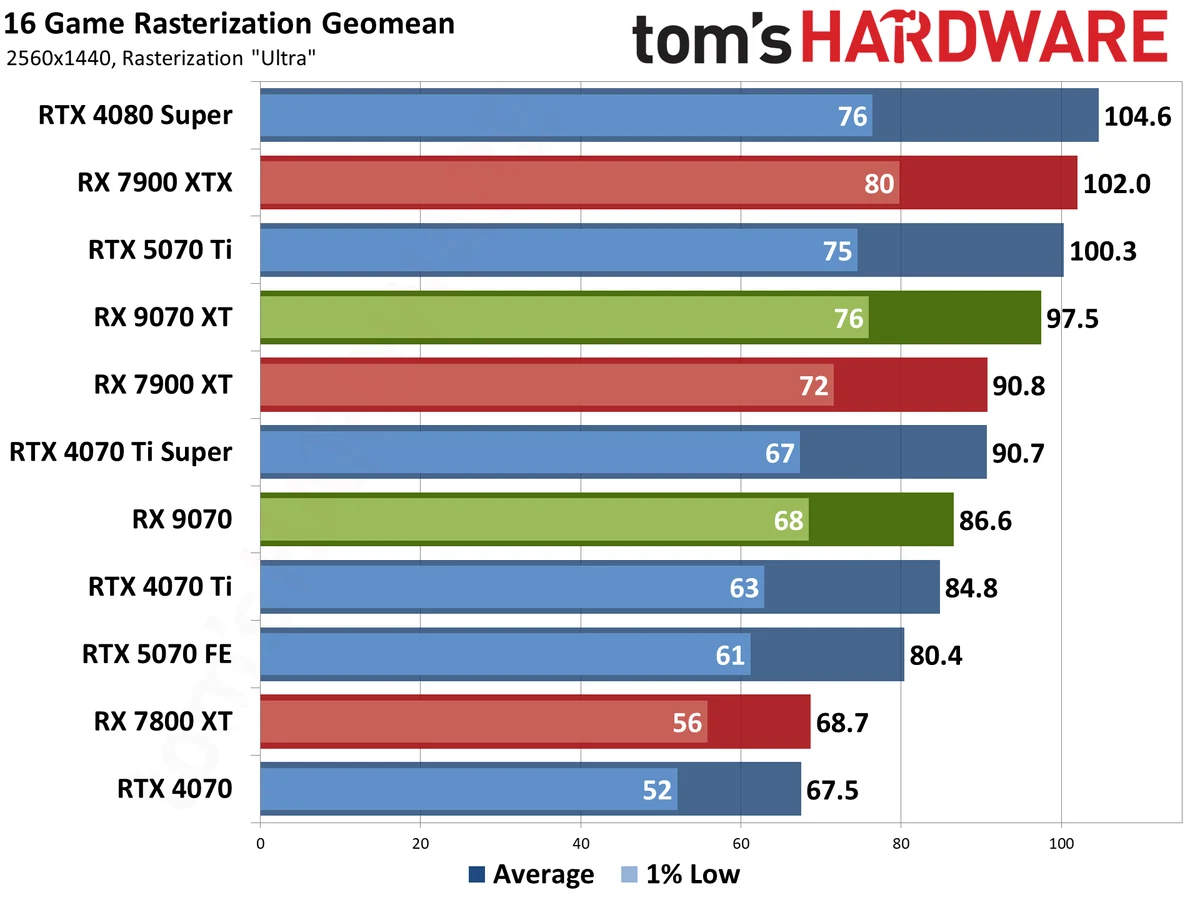 16 Game Rasterization Geomean
2560x1440, Rasterization "Ultra"
tom's HARDWARE
RTX 4080 Super 76 104.6
RX 7900 XTX 80 102.0
RTX 5070 Ti 75 100.3
RX 9070 XT 76 97.5
RX 7900 XT 72 90.8
RTX 4070 Ti Super 67 90.7
RX 9070 68 86.6
RTX 4070 Ti 63 84.8
RTX 5070 FE 61 80.4
RX 7800 XT 56 68.7
RTX 4070 52 67.5
0 20 40 60 80 100
Average 1% Low